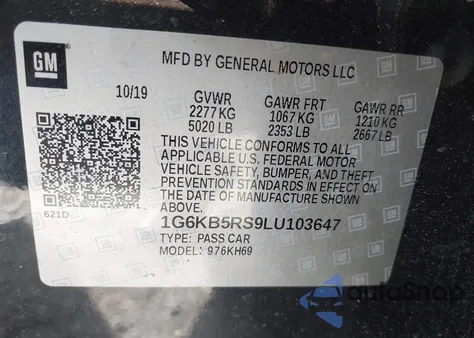 GM
MFD BY GENERAL MOTORS LLC
10/19 GVWR GAWR FRT GAWR RR
2277 KG 1067 KG 1210 KG
5020 LB 2353 LB 2667 LB
THIS VEHICLE CONFORMS TO ALL
APPLICABLE U.S. FEDERAL MOTOR
VEHICLE SAFETY, BUMPER, AND THEFT
PREVENTION STANDARDS IN EFFECT ON
THE DATE OF MANUFACTURE SHOWN
ABOVE.
621D
1G6KB5RS9LU103647
TYPE: PASS CAR
MODEL: 976KH69
autoSnap